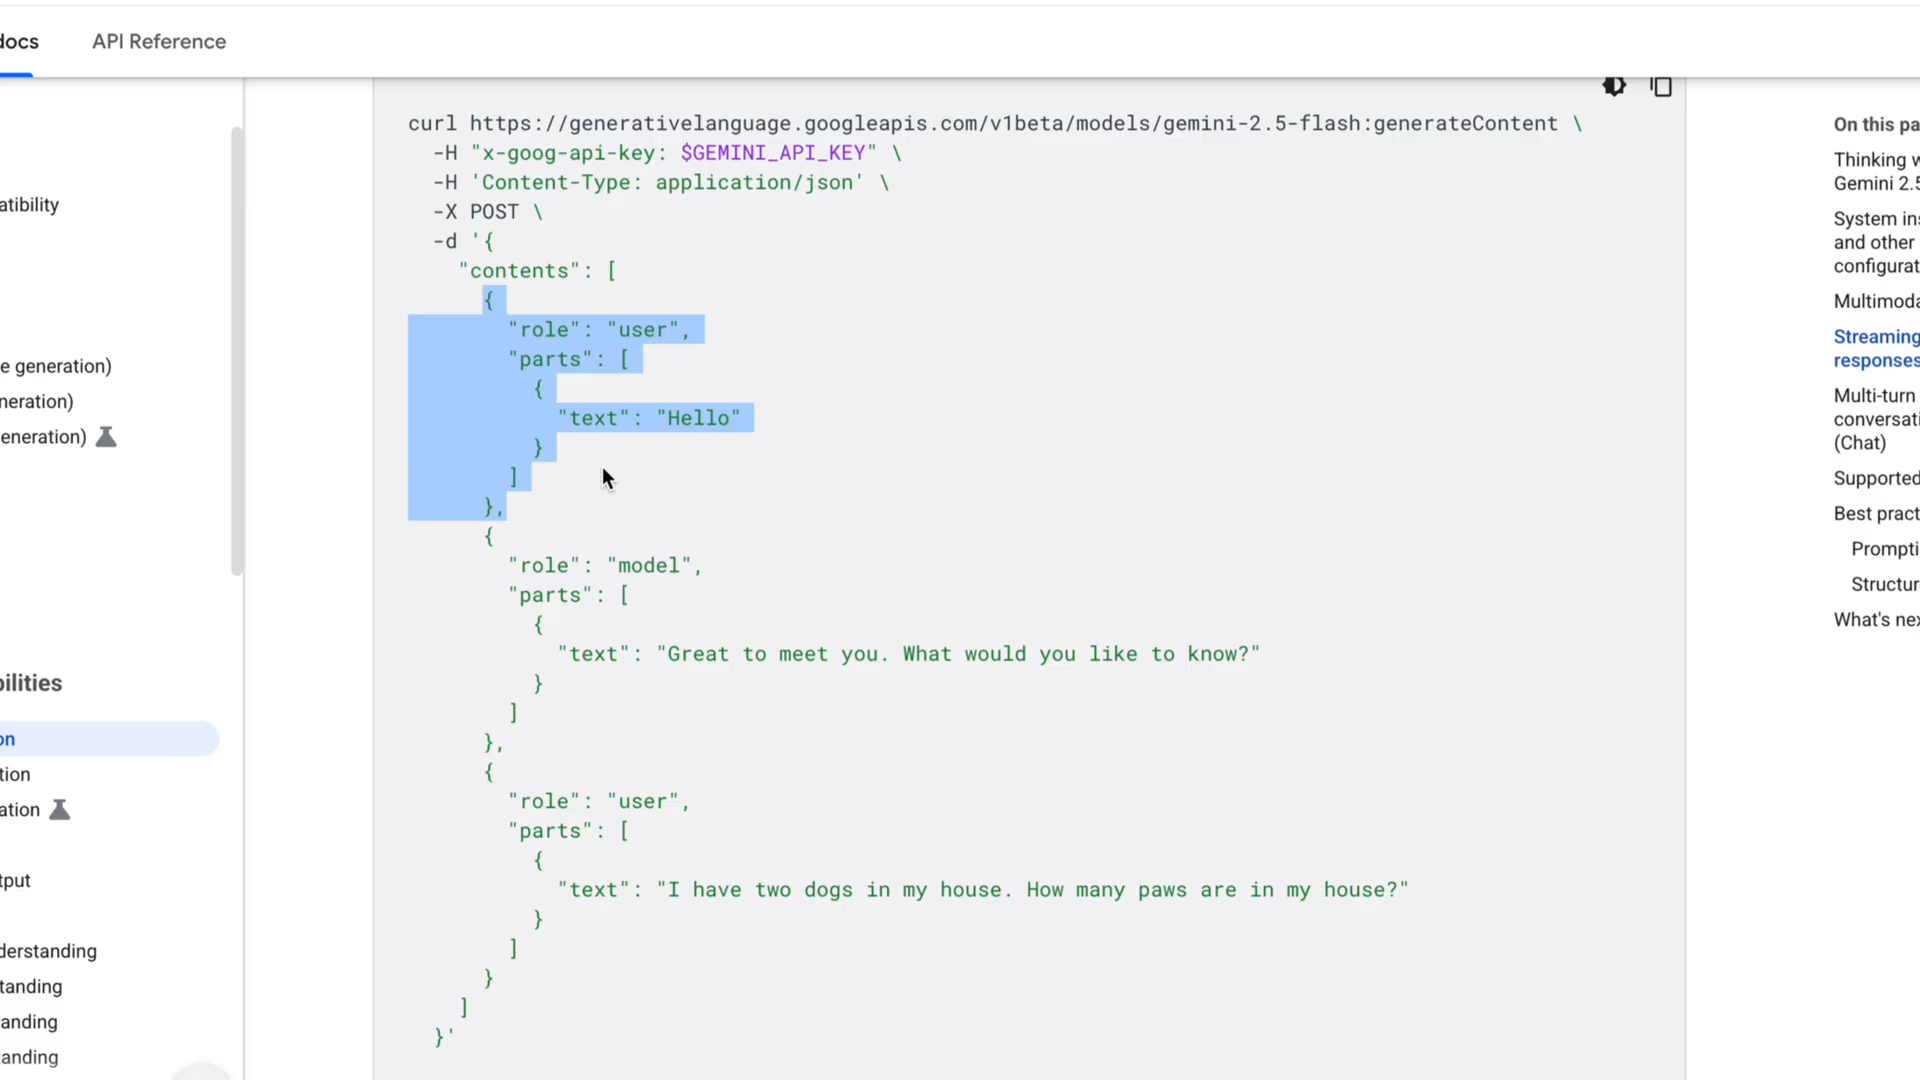 docs
API Reference
atibility
e generation)
neration)
eneration)
bilities
on
tion
ation
tput
derstanding
tanding
anding
tanding
curl https://generativelanguage.googleapis.com/v1beta/models/gemini-2.5-flash:generateContent \
-H "x-goog-api-key: $GEMINI_API_KEY" \
-H 'Content-Type: application/json' \
-X POST \
-d '{
"contents": [
{
"role": "user",
"parts": [
{
"text": "Hello"
}
]
},
{
"role": "model",
"parts": [
{
"text": "Great to meet you. What would you like to know?"
}
]
},
{
"role": "user",
"parts": [
{
"text": "I have two dogs in my house. How many paws are in my house?"
}
]
}
]
}'
On this pa
Thinking w
Gemini 2.5
System ins
and other
configurat
Multimoda
Streaming
responses
Multi-turn
conversati
(Chat)
Supported
Best pract
Prompti
Structur
What's nex